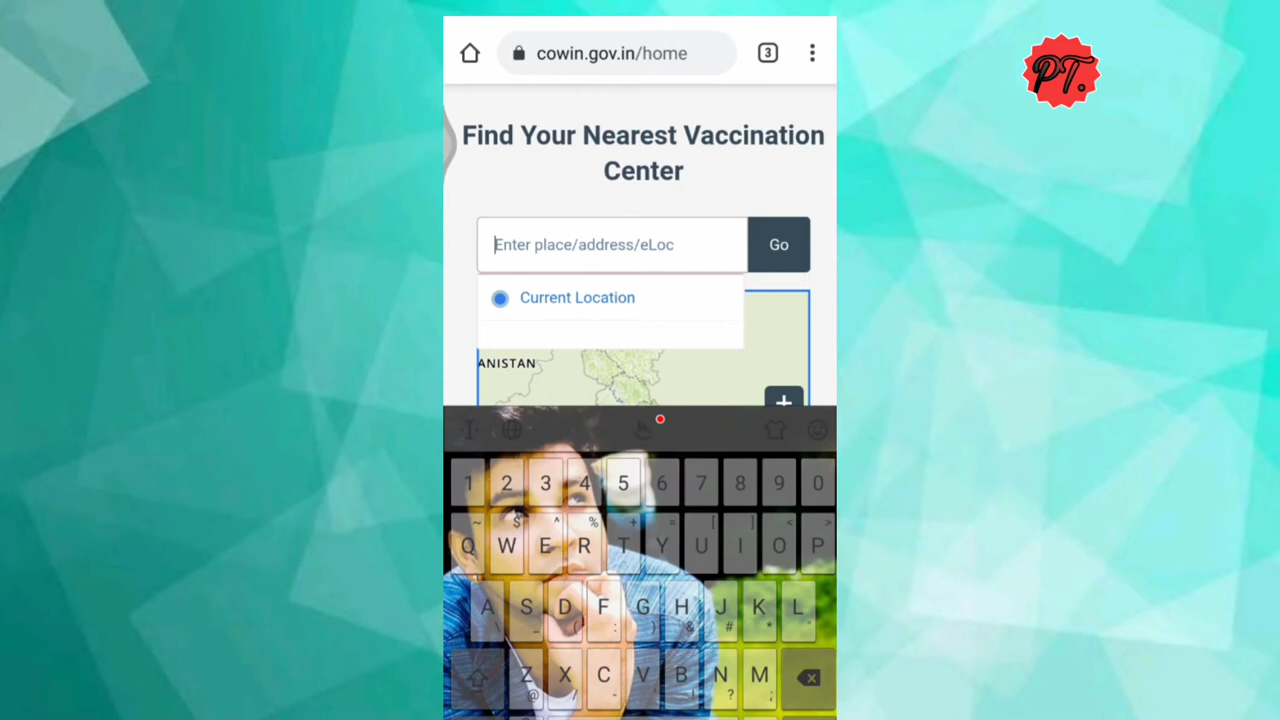 cowin.gov.in/home
3
PT.
Find Your Nearest Vaccination
Center
Enter place/address/eLoc
Go
Current Location
ANISTAN
+
1 2 3 4 5 6 7 8 9 0
~ $ ^ % + = [ ] < >
Q W E R T Y U I O P
A S D F G H J K L
\ _ ( : ) & # * "
Z X C V B N M
@ / - ! ? ;